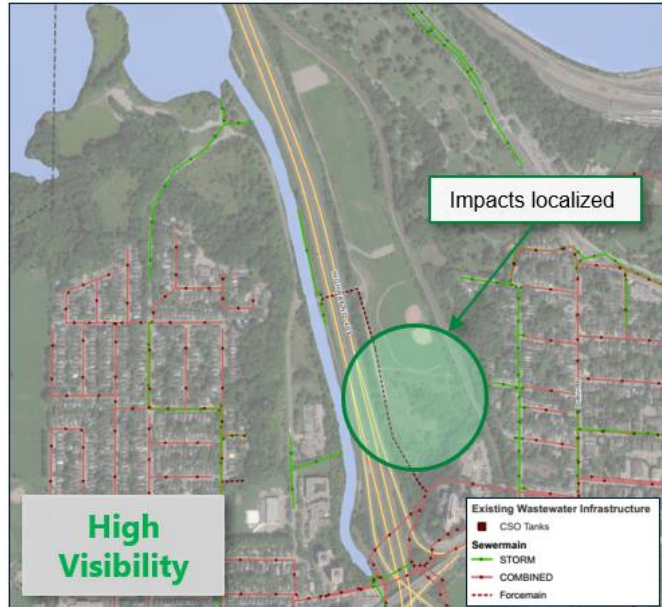 Impacts localized
High
Visibility
Existing Wastewater Infrastructure
CSO Tanks
Sewermain
STORM
COMBINED
Forcemain